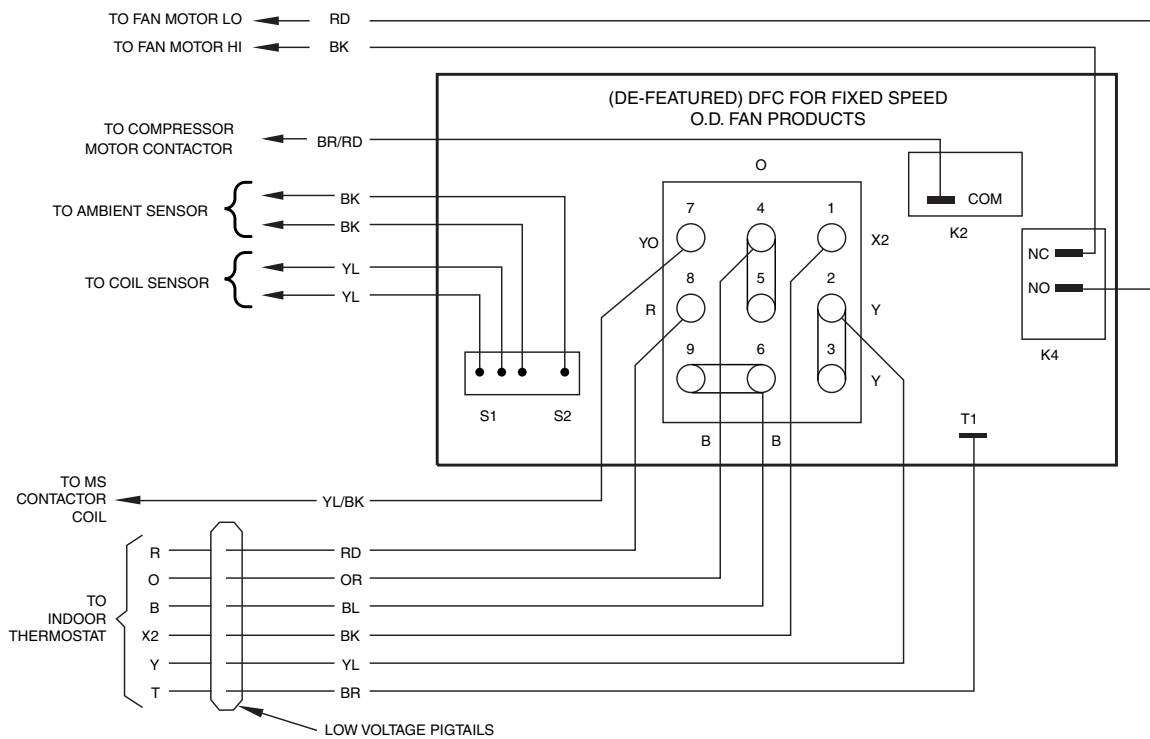 TO FAN MOTOR LO RD
TO FAN MOTOR HI BK
(DE-FEATURED) DFC FOR FIXED SPEED
O.D. FAN PRODUCTS
TO COMPRESSOR
MOTOR CONTACTOR
BR/RD
COM
K2
O
7 4 1
YO X2
TO AMBIENT SENSOR
BK
BK
TO COIL SENSOR
YL
YL
8 5 2
R Y
9 6 3
Y
B B
NC
NO
K4
S1 S2
T1
TO MS
CONTACTOR
COIL
YL/BK
TO
INDOOR
THERMOSTAT
R RD
O OR
B BL
X2 BK
Y YL
T BR
LOW VOLTAGE PIGTAILS